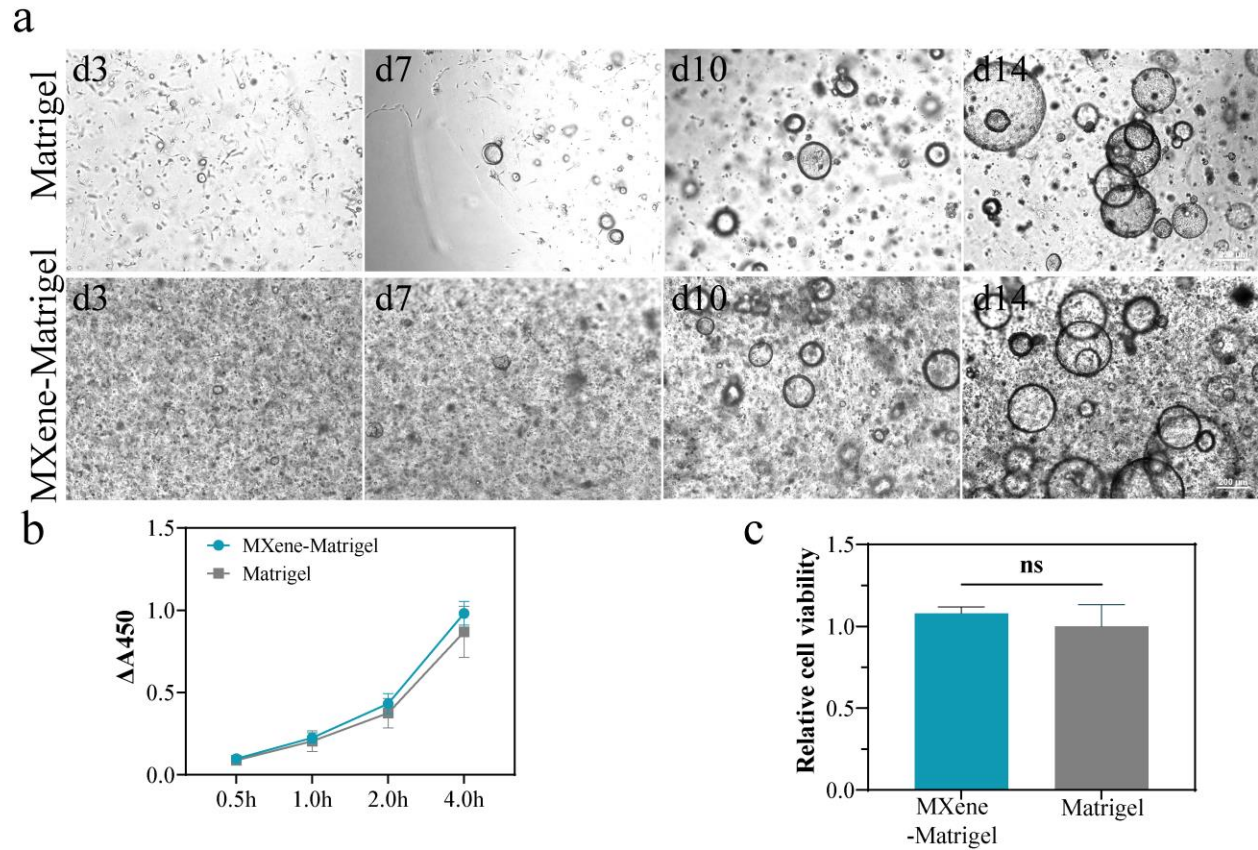 a
Matrigel
d3
d7
d10
d14
MXene-Matrigel
d3
d7
d10
d14
200 μm
b
1.5
1.0
0.5
0.0
ΔA450
MXene-Matrigel
Matrigel
0.5h
1.0h
2.0h
4.0h
c
1.5
1.0
0.5
0.0
Relative cell viability
ns
MXene
-Matrigel
Matrigel